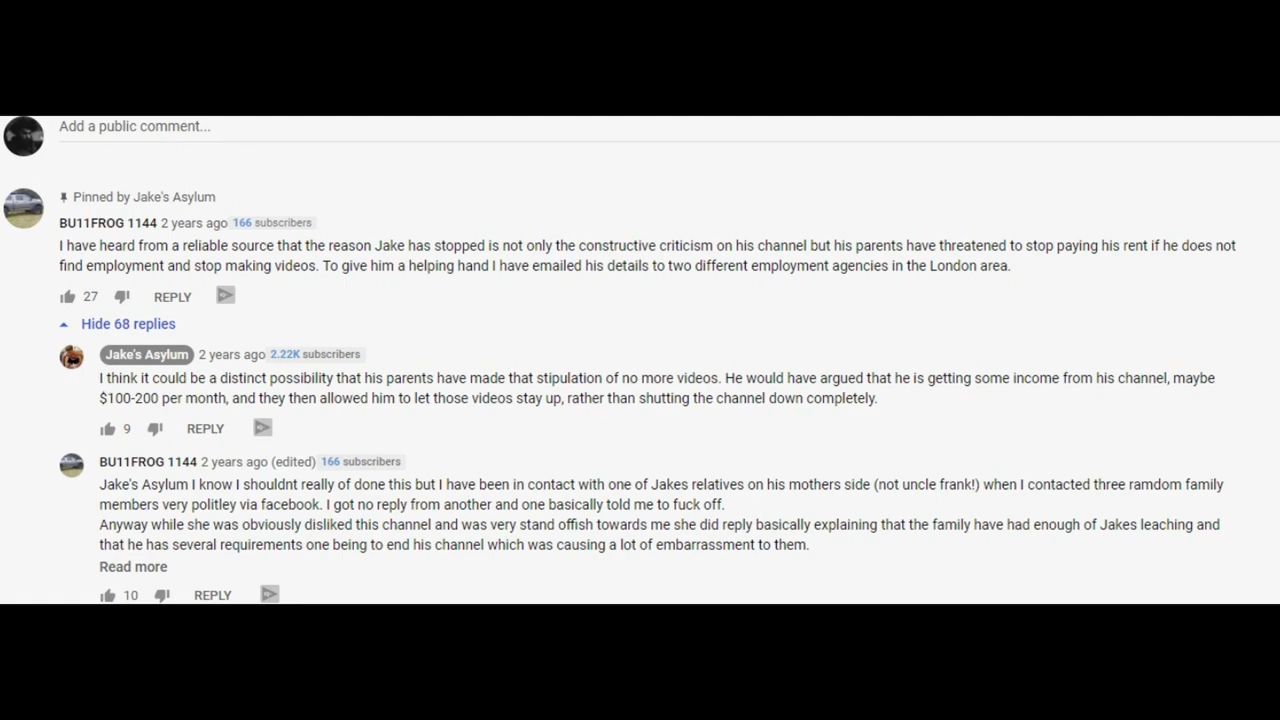 Add a public comment...
Pinned by Jake's Asylum
BU11FROG 1144 2 years ago 166 subscribers
I have heard from a reliable source that the reason Jake has stopped is not only the constructive criticism on his channel but his parents have threatened to stop paying his rent if he does not
find employment and stop making videos. To give him a helping hand I have emailed his details to two different employment agencies in the London area.
27 REPLY
Hide 68 replies
Jake's Asylum 2 years ago 2.22K subscribers
I think it could be a distinct possibility that his parents have made that stipulation of no more videos. He would have argued that he is getting some income from his channel, maybe
$100-200 per month, and they then allowed him to let those videos stay up, rather than shutting the channel down completely.
9 REPLY
BU11FROG 1144 2 years ago (edited) 166 subscribers
Jake's Asylum I know I shouldnt really of done this but I have been in contact with one of Jakes relatives on his mothers side (not uncle frank!) when I contacted three ramdom family
members very politley via facebook. I got no reply from another and one basically told me to fuck off.
Anyway while she was obviously disliked this channel and was very stand offish towards me she did reply basically explaining that the family have had enough of Jakes leaching and
that he has several requirements one being to end his channel which was causing a lot of embarrassment to them.
Read more
10 REPLY